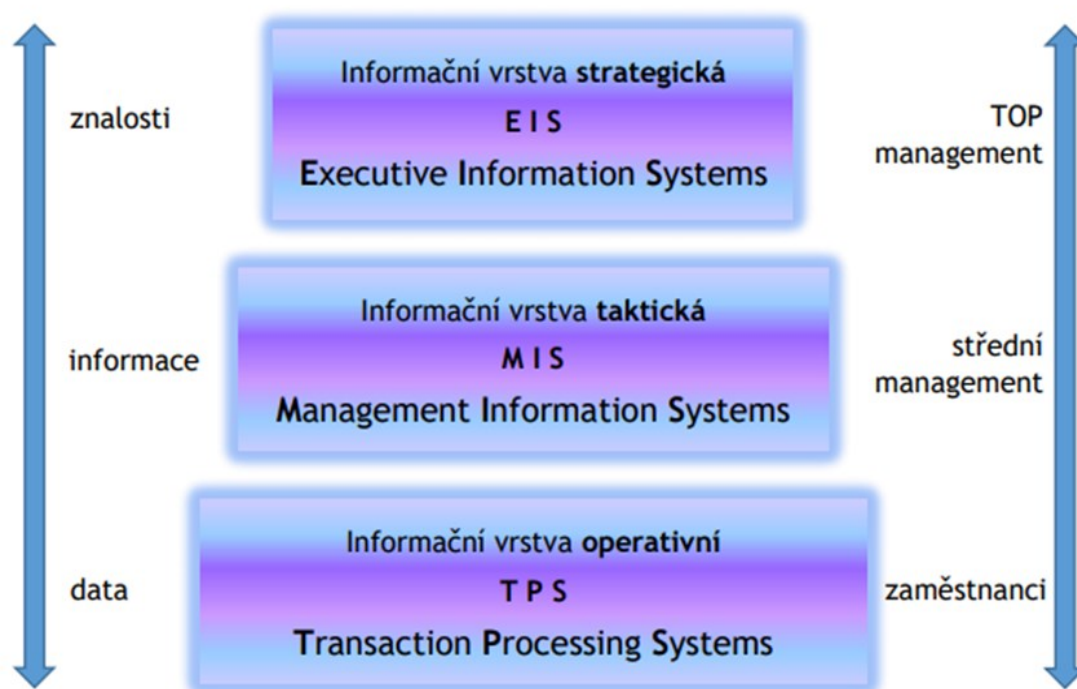 znalosti
Informační vrstva strategická
E I S
Executive Information Systems
TOP
management
informace
Informační vrstva taktická
M I S
Management Information Systems
střední
management
data
Informační vrstva operativní
T P S
Transaction Processing Systems
zaměstnanci